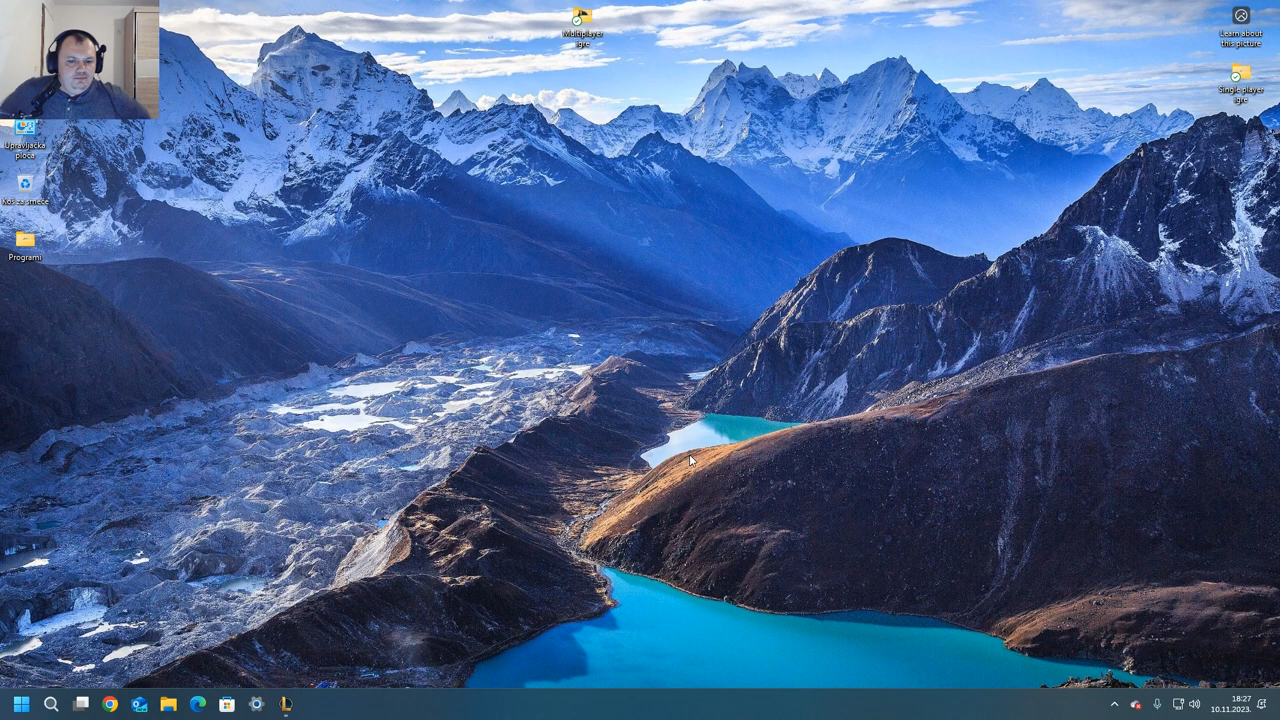 Multiplayer
igre
Learn about
this picture
Single player
igre
Upravljačka
ploča
Koš za smeće
Programi
18:27
10.11.2023.